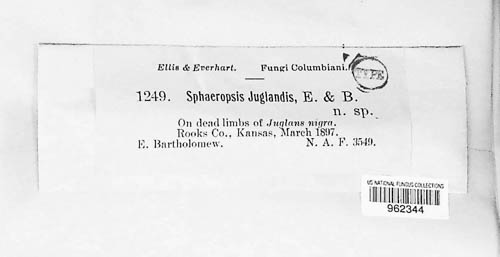 Ellis & Everhart. Fungi Columbiani.
TYPE
1249. Sphaeropsis Juglandis, E. & B.
n. sp.
On dead limbs of Juglans nigra.
Rooks Co., Kansas, March 1897.
E. Bartholomew. N. A. F. 3549.
US NATIONAL FUNGUS COLLECTIONS
962344